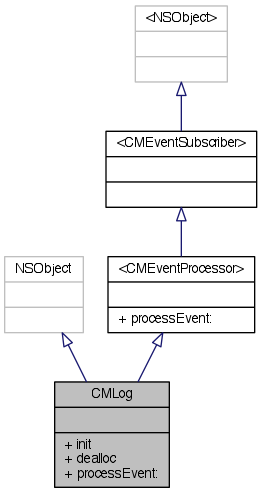 <NSObject>
<CMEventSubscriber>
NSObject
<CMEventProcessor>
+ processEvent:
CMLog
+ init
+ dealloc
+ processEvent: